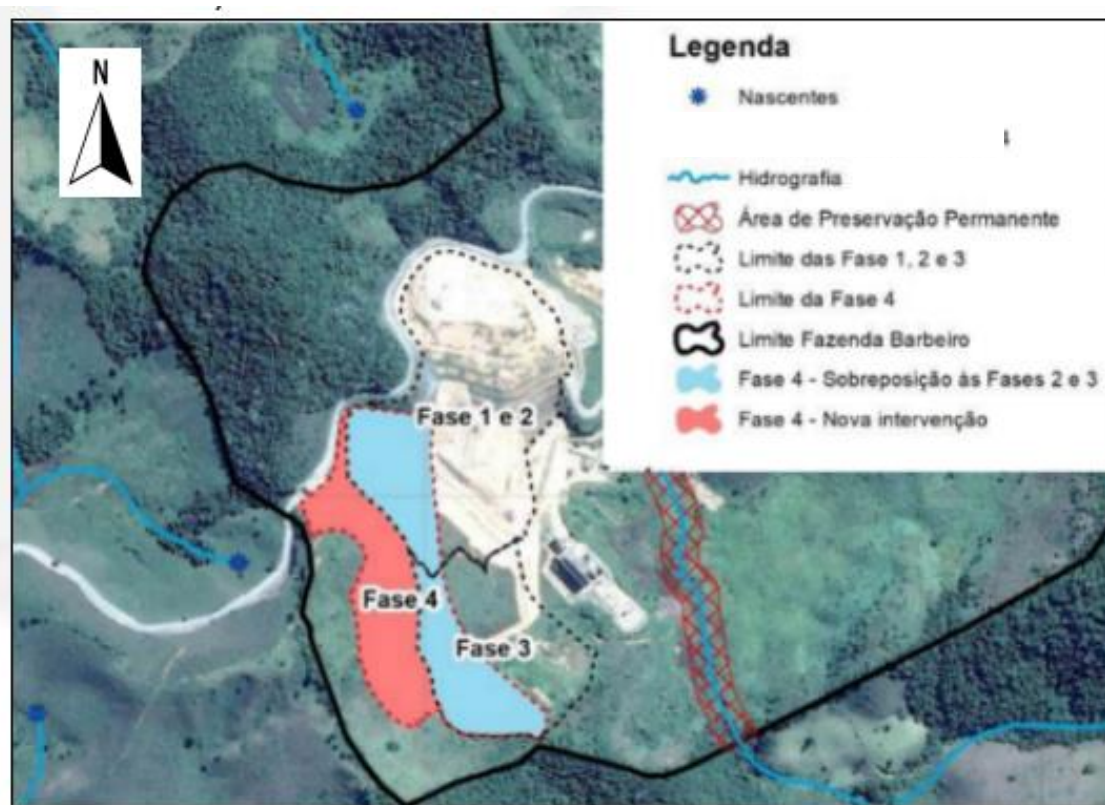 N
Legenda
Nascentes
Hidrografia
Área de Preservação Permanente
Limite das Fase 1, 2 e 3
Limite da Fase 4
Limite Fazenda Barbeiro
Fase 4 - Sobreposição às Fases 2 e 3
Fase 4 - Nova intervenção
Fase 1 e 2
Fase 4
Fase 3